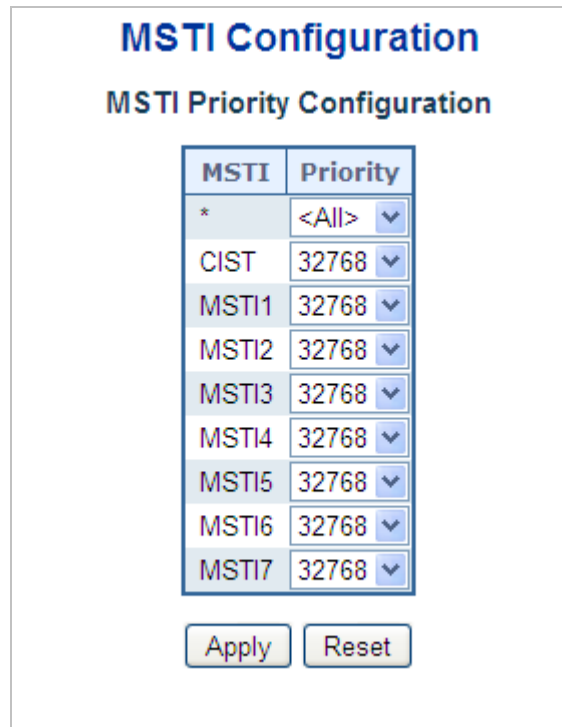 MSTI Configuration
MSTI Priority Configuration
MSTI Priority
* <All>
CIST 32768
MSTI1 32768
MSTI2 32768
MSTI3 32768
MSTI4 32768
MSTI5 32768
MSTI6 32768
MSTI7 32768
Apply Reset